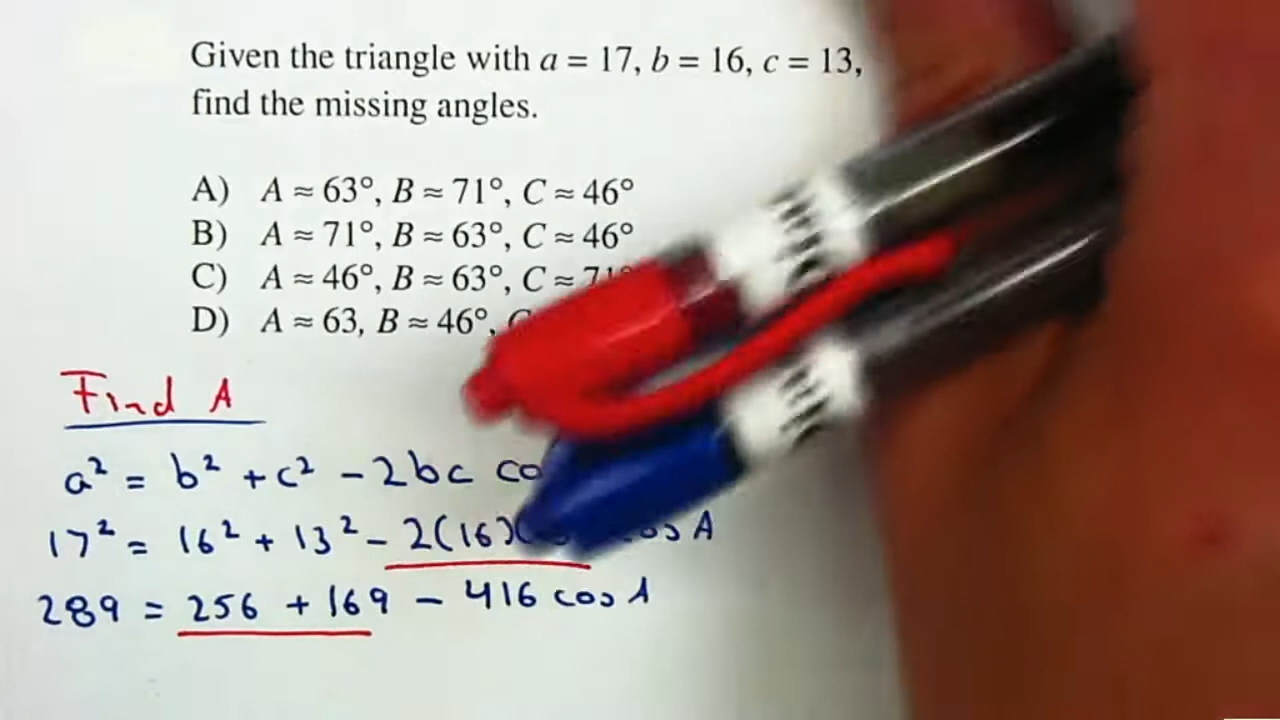 Given the triangle with a = 17, b = 16, c = 13,
find the missing angles.
A) A ≈ 63°, B ≈ 71°, C ≈ 46°
B) A ≈ 71°, B ≈ 63°, C ≈ 46°
C) A ≈ 46°, B ≈ 63°, C ≈ 71°
D) A ≈ 63, B ≈ 46°,
Find A
a² = b² + c² - 2bc
17² = 16² + 13² - 2(16) A
289 = 256 + 169 - 416 cos A